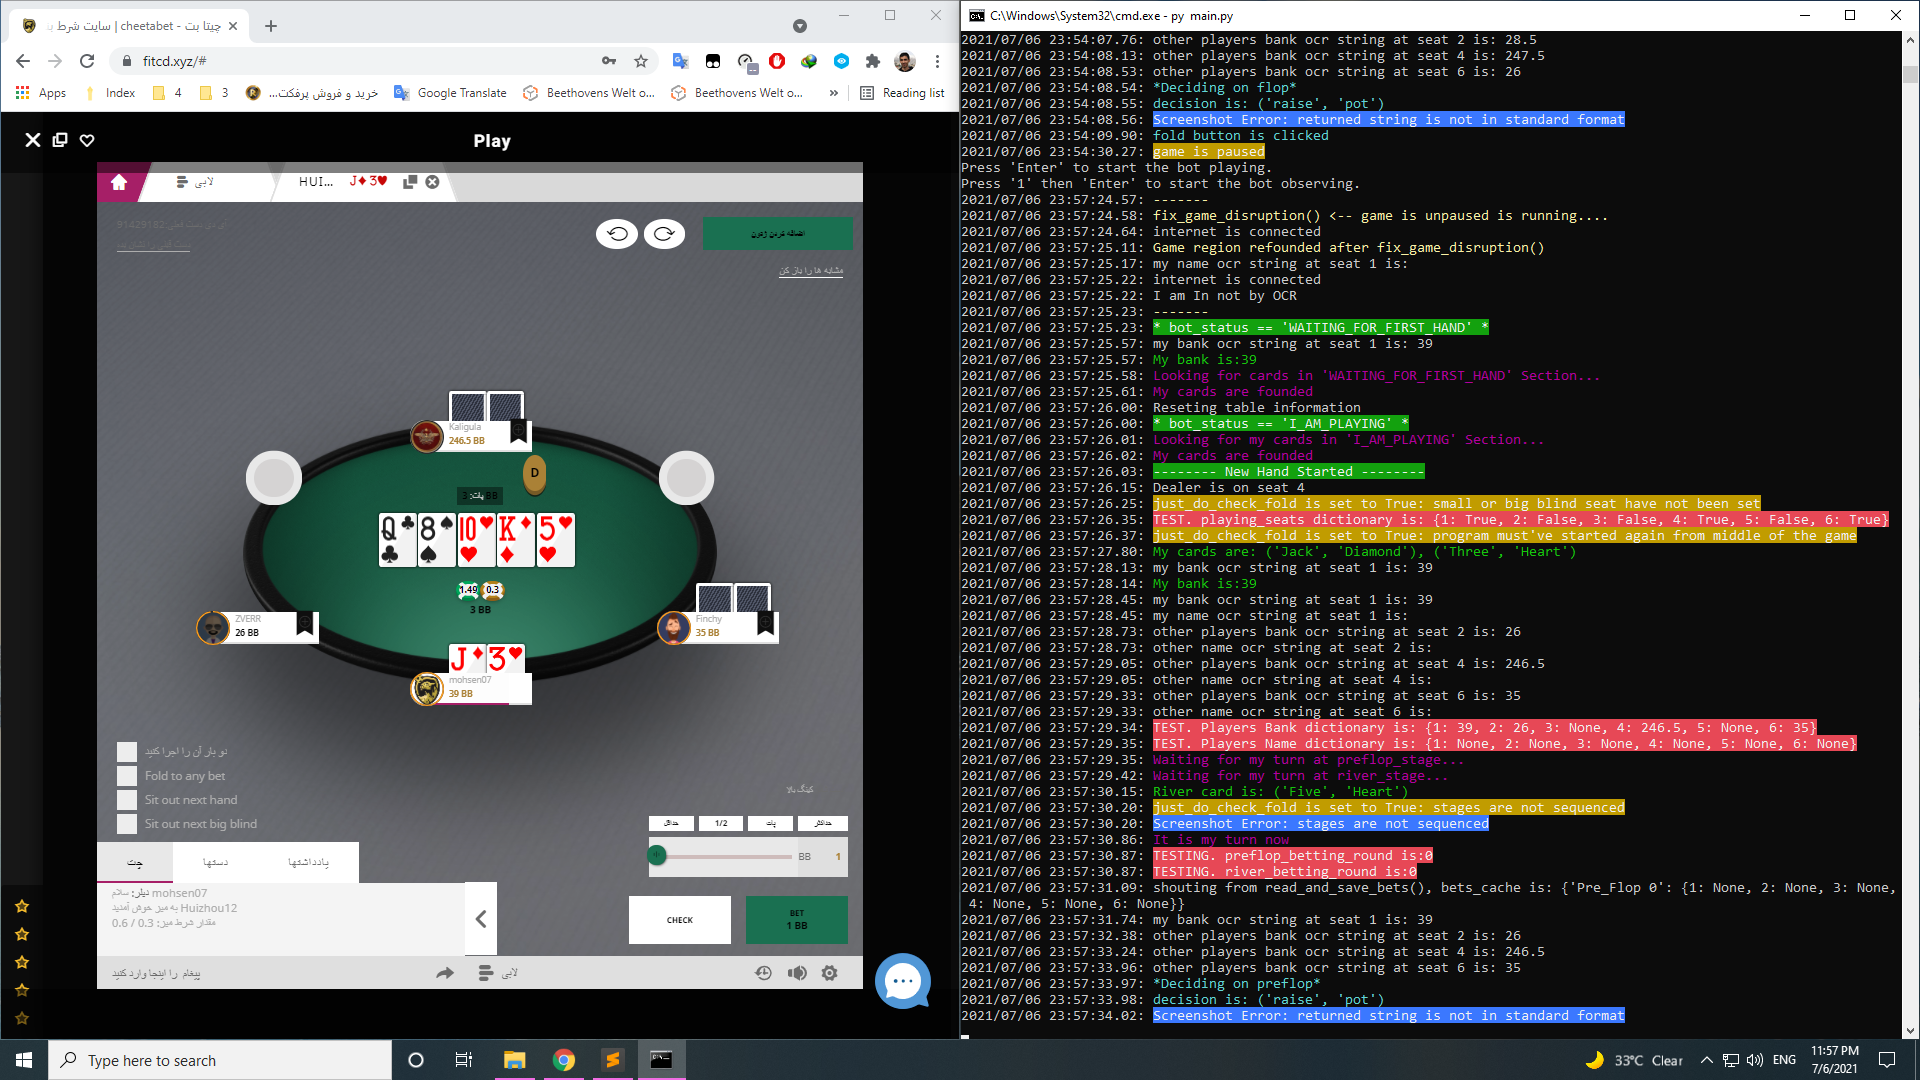 چیتا بت - cheetabet | سایت شرط ب
fitcd.xyz/#
Apps
Index
4
3
خرید و فروش پرفکت...
Google Translate
Beethovens Welt o...
Beethovens Welt o...
»
Reading list
Play
لابی
HUI...
J♦ 3♥
91429182
اضافه کردن ژتون
مشابه ها را باز کن
Kaligula
246.5 BB
D
پات: 3 BB
Q 8 10 K 5
1.49 0.3
3 BB
ZVERR
26 BB
Finchy
35 BB
J 3
mohsen07
39 BB
دو بار آن را اجرا کنید
Fold to any bet
Sit out next hand
Sit out next big blind
کینگ بالا
حداقل
1/2
پات
حداکثر
BB 1
چت
دستها
یادداشتها
دیلر: سلام mohsen07
به میز خوش آمدید Huizhou12
مقدار شرط میز: 0.3 / 0.6
CHECK
BET
1 BB
پیغام را اینجا وارد کنید
لابی
C:\Windows\System32\cmd.exe - py main.py
2021/07/06 23:54:07.76: other players bank ocr string at seat 2 is: 28.5
2021/07/06 23:54:08.13: other players bank ocr string at seat 4 is: 247.5
2021/07/06 23:54:08.53: other players bank ocr string at seat 6 is: 26
2021/07/06 23:54:08.54: *Deciding on flop*
2021/07/06 23:54:08.55: decision is: ('raise', 'pot')
2021/07/06 23:54:08.56: Screenshot Error: returned string is not in standard format
2021/07/06 23:54:09.90: fold button is clicked
2021/07/06 23:54:30.27: game is paused
Press 'Enter' to start the bot playing.
Press '1' then 'Enter' to start the bot observing.
2021/07/06 23:57:24.57: -------
2021/07/06 23:57:24.58: fix_game_disruption() <-- game is unpaused is running....
2021/07/06 23:57:24.64: internet is connected
2021/07/06 23:57:25.11: Game region refounded after fix_game_disruption()
2021/07/06 23:57:25.17: my name ocr string at seat 1 is:
2021/07/06 23:57:25.22: internet is connected
2021/07/06 23:57:25.22: I am In not by OCR
2021/07/06 23:57:25.23: -------
2021/07/06 23:57:25.23: * bot_status == 'WAITING_FOR_FIRST_HAND' *
2021/07/06 23:57:25.57: my bank ocr string at seat 1 is: 39
2021/07/06 23:57:25.57: My bank is:39
2021/07/06 23:57:25.58: Looking for cards in 'WAITING_FOR_FIRST_HAND' Section...
2021/07/06 23:57:25.61: My cards are founded
2021/07/06 23:57:26.00: Reseting table information
2021/07/06 23:57:26.00: * bot_status == 'I_AM_PLAYING' *
2021/07/06 23:57:26.01: Looking for my cards in 'I_AM_PLAYING' Section...
2021/07/06 23:57:26.02: My cards are founded
2021/07/06 23:57:26.03: -------- New Hand Started --------
2021/07/06 23:57:26.15: Dealer is on seat 4
2021/07/06 23:57:26.25: just_do_check_fold is set to True: small or big blind seat have not been set
2021/07/06 23:57:26.35: TEST. playing_seats dictionary is: {1: True, 2: False, 3: False, 4: True, 5: False, 6: True}
2021/07/06 23:57:26.37: just_do_check_fold is set to True: program must've started again from middle of the game
2021/07/06 23:57:27.80: My cards are: ('Jack', 'Diamond'), ('Three', 'Heart')
2021/07/06 23:57:28.13: my bank ocr string at seat 1 is: 39
2021/07/06 23:57:28.14: My bank is:39
2021/07/06 23:57:28.45: my bank ocr string at seat 1 is: 39
2021/07/06 23:57:28.45: my name ocr string at seat 1 is:
2021/07/06 23:57:28.73: other players bank ocr string at seat 2 is: 26
2021/07/06 23:57:28.73: other name ocr string at seat 2 is:
2021/07/06 23:57:29.05: other players bank ocr string at seat 4 is: 246.5
2021/07/06 23:57:29.05: other name ocr string at seat 4 is:
2021/07/06 23:57:29.33: other players bank ocr string at seat 6 is: 35
2021/07/06 23:57:29.33: other name ocr string at seat 6 is:
2021/07/06 23:57:29.34: TEST. Players Bank dictionary is: {1: 39, 2: 26, 3: None, 4: 246.5, 5: None, 6: 35}
2021/07/06 23:57:29.35: TEST. Players Name dictionary is: {1: None, 2: None, 3: None, 4: None, 5: None, 6: None}
2021/07/06 23:57:29.35: Waiting for my turn at preflop_stage...
2021/07/06 23:57:29.42: Waiting for my turn at river_stage...
2021/07/06 23:57:30.15: River card is: ('Five', 'Heart')
2021/07/06 23:57:30.20: just_do_check_fold is set to True: stages are not sequenced
2021/07/06 23:57:30.20: Screenshot Error: stages are not sequenced
2021/07/06 23:57:30.86: It is my turn now
2021/07/06 23:57:30.87: TESTING. preflop_betting_round is:0
2021/07/06 23:57:30.87: TESTING. river_betting_round is:0
2021/07/06 23:57:31.09: shouting from read_and_save_bets(), bets_cache is: {'Pre_Flop 0': {1: None, 2: None, 3: None,
4: None, 5: None, 6: None}}
2021/07/06 23:57:31.74: my bank ocr string at seat 1 is: 39
2021/07/06 23:57:32.38: other players bank ocr string at seat 2 is: 26
2021/07/06 23:57:33.24: other players bank ocr string at seat 4 is: 246.5
2021/07/06 23:57:33.96: other players bank ocr string at seat 6 is: 35
2021/07/06 23:57:33.97: *Deciding on preflop*
2021/07/06 23:57:33.98: decision is: ('raise', 'pot')
2021/07/06 23:57:34.02: Screenshot Error: returned string is not in standard format
Type here to search
33°C Clear
ENG
11:57 PM
7/6/2021